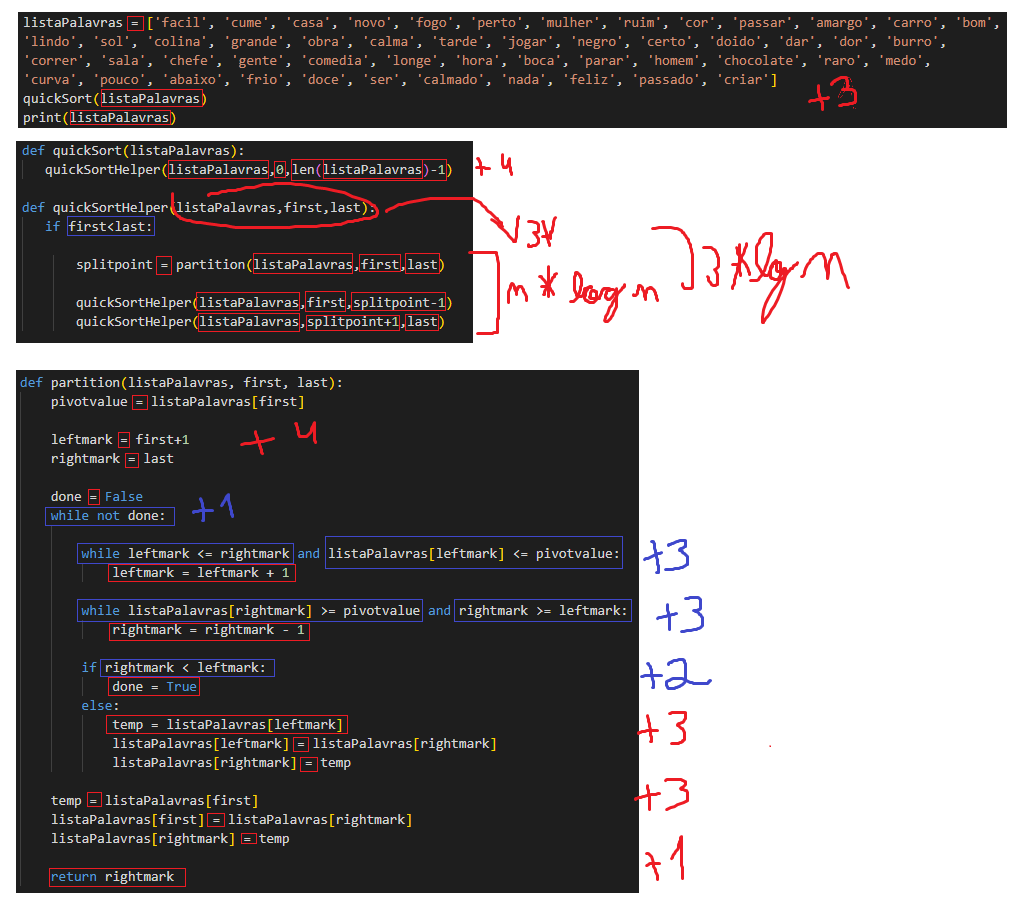 listaPalavras = ['facil', 'cume', 'casa', 'novo', 'fogo', 'perto', 'mulher', 'ruim', 'cor', 'passar', 'amargo', 'carro', 'bom',
'lindo', 'sol', 'colina', 'grande', 'obra', 'calma', 'tarde', 'jogar', 'negro', 'certo', 'doido', 'dar', 'dor', 'burro',
'correr', 'sala', 'chefe', 'gente', 'comedia', 'longe', 'hora', 'boca', 'parar', 'homem', 'chocolate', 'raro', 'medo',
'curva', 'pouco', 'abaixo', 'frio', 'doce', 'ser', 'calmado', 'nada', 'feliz', 'passado', 'criar']
quickSort(listaPalavras)
print(listaPalavras)
+3
def quickSort(listaPalavras):
quickSortHelper(listaPalavras,0,len(listaPalavras)-1)
+4
def quickSortHelper(listaPalavras,first,last):
if first<last:
splitpoint = partition(listaPalavras,first,last)
quickSortHelper(listaPalavras,first,splitpoint-1)
quickSortHelper(listaPalavras,splitpoint+1,last)
n * log n
3 * lg n
def partition(listaPalavras, first, last):
pivotvalue = listaPalavras[first]
leftmark = first+1
rightmark = last
+4
done = False
while not done:
+1
while leftmark <= rightmark and listaPalavras[leftmark] <= pivotvalue:
leftmark = leftmark + 1
+3
while listaPalavras[rightmark] >= pivotvalue and rightmark >= leftmark:
rightmark = rightmark - 1
+3
if rightmark < leftmark:
done = True
+2
else:
temp = listaPalavras[leftmark]
listaPalavras[leftmark] = listaPalavras[rightmark]
listaPalavras[rightmark] = temp
+3
temp = listaPalavras[first]
listaPalavras[first] = listaPalavras[rightmark]
listaPalavras[rightmark] = temp
+3
return rightmark
+1